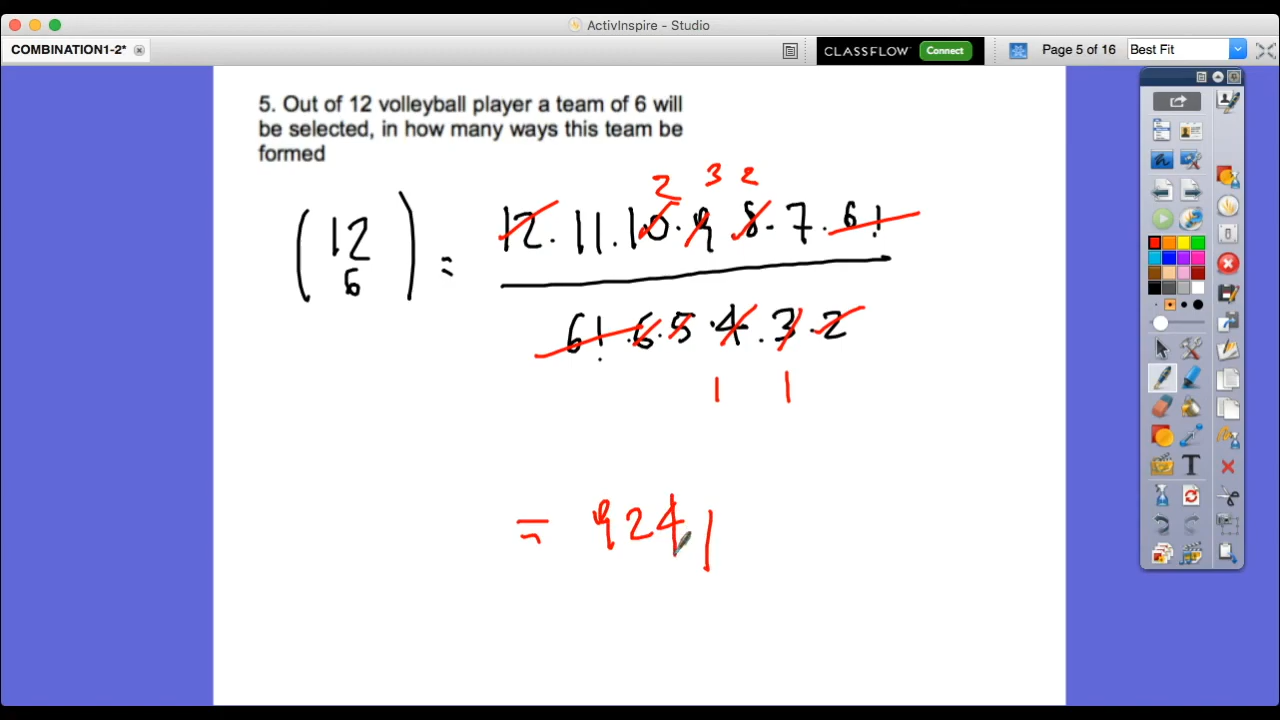 ActivInspire - Studio
COMBINATION1-2*
CLASSFLOW Connect
Page 5 of 16
Best Fit
5. Out of 12 volleyball player a team of 6 will
be selected, in how many ways this team be
formed
2 3 2
(12 6) = 12 · 11 · 10 · 9 · 8 · 7 · 6!
6! · 6 · 5 · 4 · 3 · 2
1 1
= 924